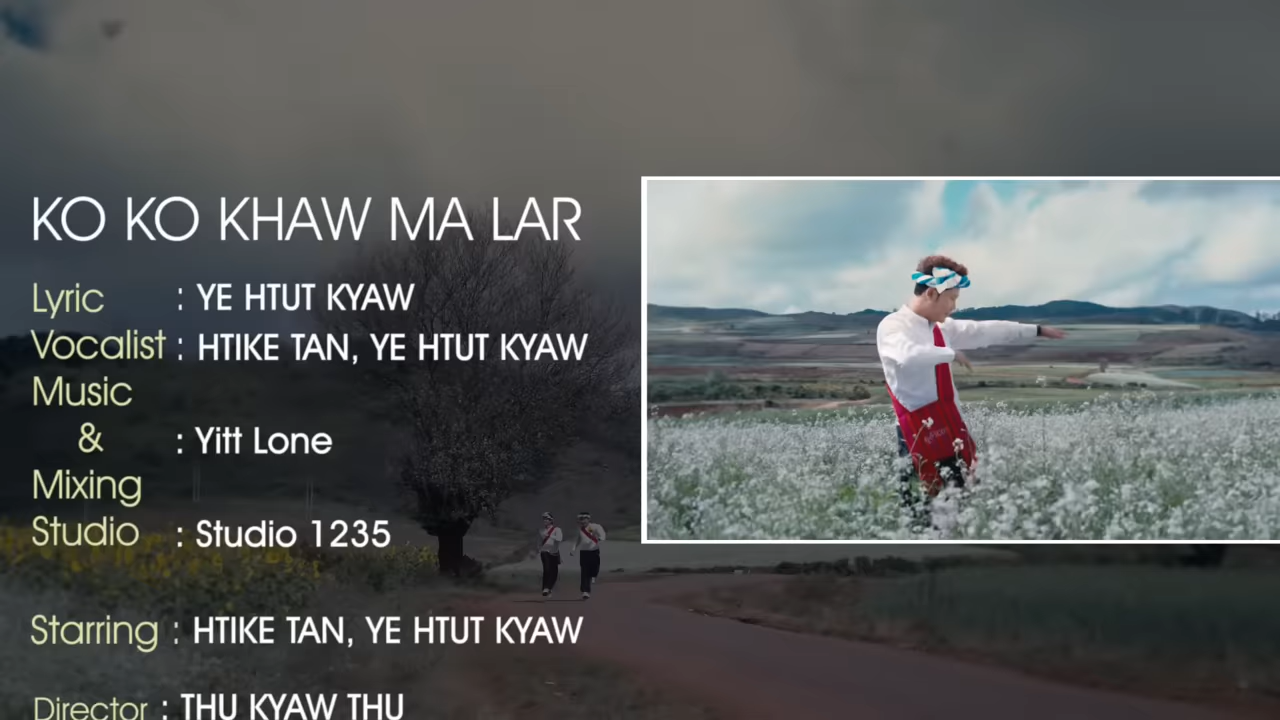 KO KO KHAW MA LAR
Lyric : YE HTUT KYAW
Vocalist : HTIKE TAN, YE HTUT KYAW
Music
& : Yitt Lone
Mixing
Studio : Studio 1235
Starring : HTIKE TAN, YE HTUT KYAW
Director : THU KYAW THU